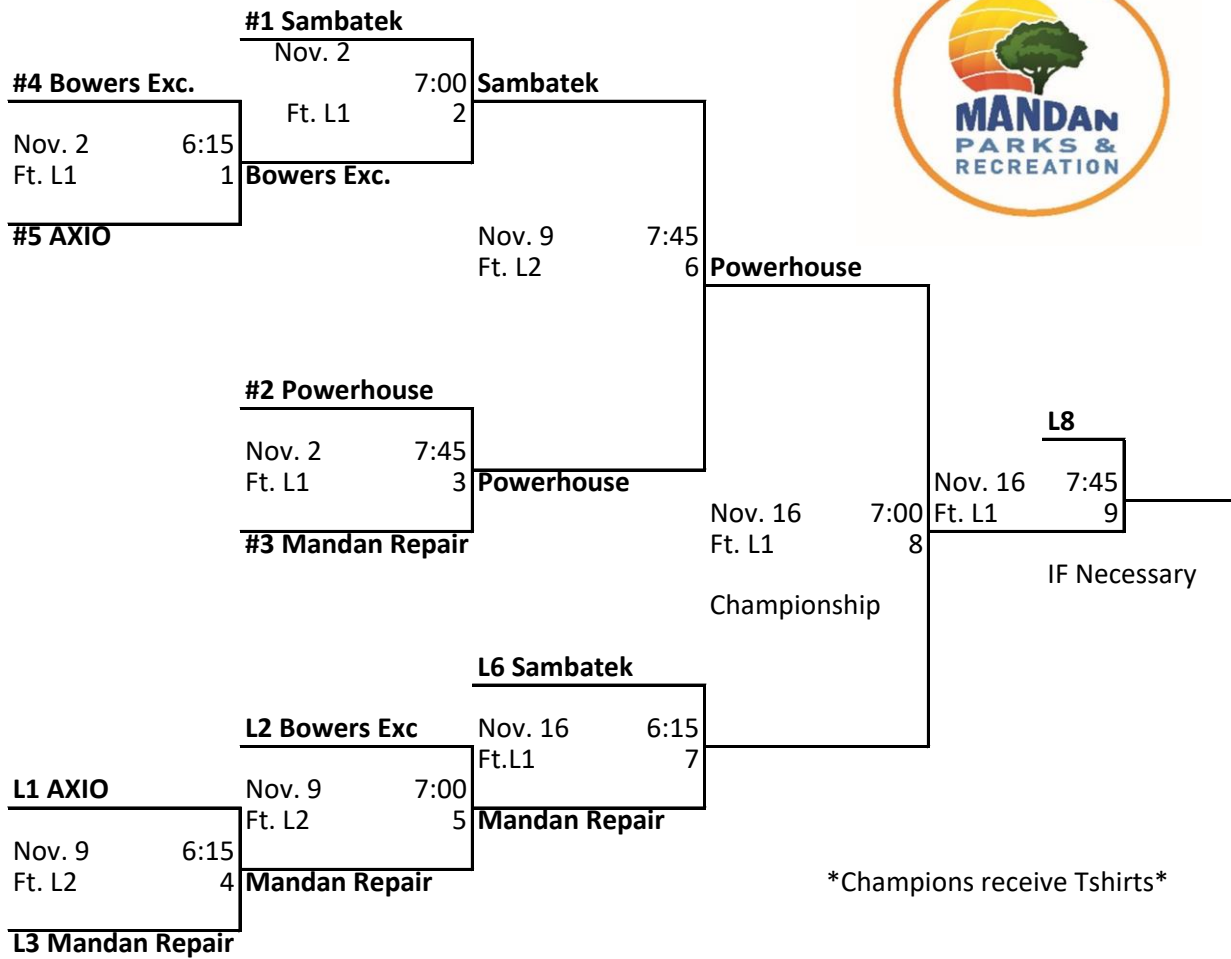 #1 Sambatek
Nov. 2
#4 Bowers Exc.
7:00 Sambatek
Ft. L1 2
Nov. 2 6:15
Ft. L1 1 Bowers Exc.
#5 AXIO
MANDAN
PARKS &
RECREATION
Nov. 9 7:45
Ft. L2 6 Powerhouse
#2 Powerhouse
L8
Nov. 2 7:45
Ft. L1 3 Powerhouse
Nov. 16 7:45
Nov. 16 7:00 Ft. L1 9
#3 Mandan Repair
Ft. L1 8
IF Necessary
Championship
L6 Sambatek
L2 Bowers Exc Nov. 16 6:15
Ft.L1 7
L1 AXIO Nov. 9 7:00
Ft. L2 5 Mandan Repair
Nov. 9 6:15
Ft. L2 4 Mandan Repair
*Champions receive Tshirts*
L3 Mandan Repair